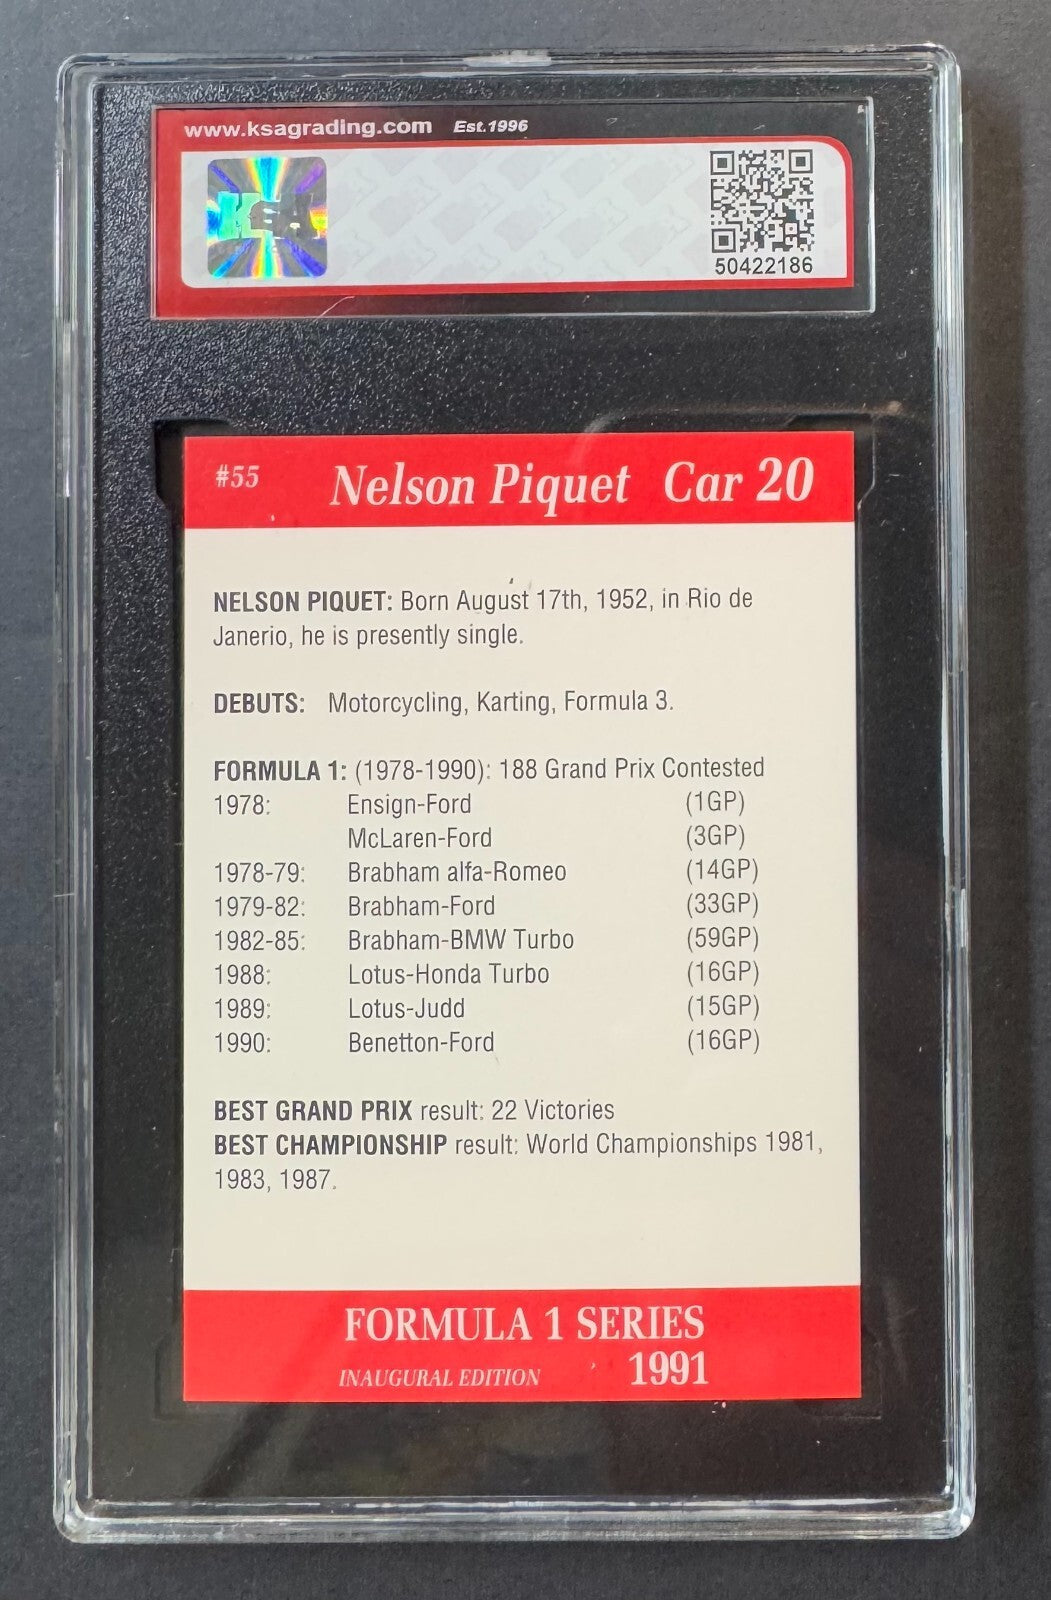 www.ksagrading.com Est.1996
KSA
50422186
#55 Nelson Piquet Car 20
NELSON PIQUET: Born August 17th, 1952, in Rio de
Janerio, he is presently single.
DEBUTS: Motorcycling, Karting, Formula 3.
FORMULA 1: (1978-1990): 188 Grand Prix Contested
1978: Ensign-Ford (1GP)
McLaren-Ford (3GP)
1978-79: Brabham alfa-Romeo (14GP)
1979-82: Brabham-Ford (33GP)
1982-85: Brabham-BMW Turbo (59GP)
1988: Lotus-Honda Turbo (16GP)
1989: Lotus-Judd (15GP)
1990: Benetton-Ford (16GP)
BEST GRAND PRIX result: 22 Victories
BEST CHAMPIONSHIP result: World Championships 1981,
1983, 1987.
FORMULA 1 SERIES
INAUGURAL EDITION 1991